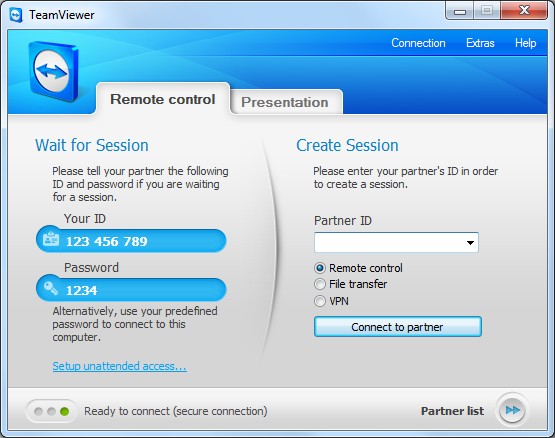 TeamViewer
Connection Extras Help
Remote control
Presentation
Wait for Session
Please tell your partner the following
ID and password if you are waiting
for a session.
Your ID
123 456 789
Password
1234
Alternatively, use your predefined
password to connect to this
computer.
Setup unattended access...
Create Session
Please enter your partner's ID in order
to create a session.
Partner ID
Remote control
File transfer
VPN
Connect to partner
Ready to connect (secure connection)
Partner list